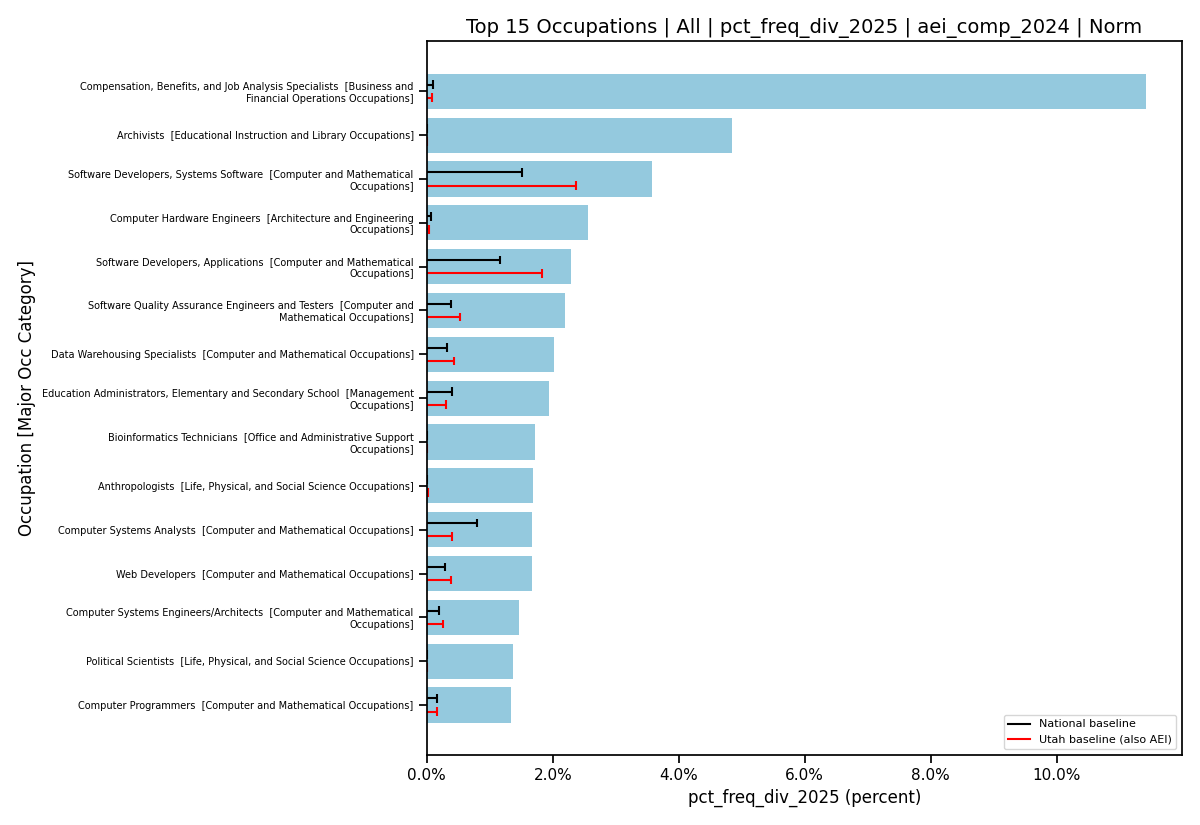 Top 15 Occupations | All | pct_freq_div_2025 | aei_comp_2024 | Norm
Compensation, Benefits, and Job Analysis Specialists  [Business and
Financial Operations Occupations]
Archivists  [Educational Instruction and Library Occupations]
Software Developers, Systems Software  [Computer and Mathematical
Occupations]
Computer Hardware Engineers  [Architecture and Engineering
Occupations]
Software Developers, Applications  [Computer and Mathematical
Occupations]
Software Quality Assurance Engineers and Testers  [Computer and
Mathematical Occupations]
Data Warehousing Specialists  [Computer and Mathematical Occupations]
Education Administrators, Elementary and Secondary School  [Management
Occupations]
Bioinformatics Technicians  [Office and Administrative Support
Occupations]
Anthropologists  [Life, Physical, and Social Science Occupations]
Computer Systems Analysts  [Computer and Mathematical Occupations]
Web Developers  [Computer and Mathematical Occupations]
Computer Systems Engineers/Architects  [Computer and Mathematical
Occupations]
Political Scientists  [Life, Physical, and Social Science Occupations]
Computer Programmers  [Computer and Mathematical Occupations]
Occupation [Major Occ Category]
National baseline
Utah baseline (also AEI)
0.0% 2.0% 4.0% 6.0% 8.0% 10.0%
pct_freq_div_2025 (percent)